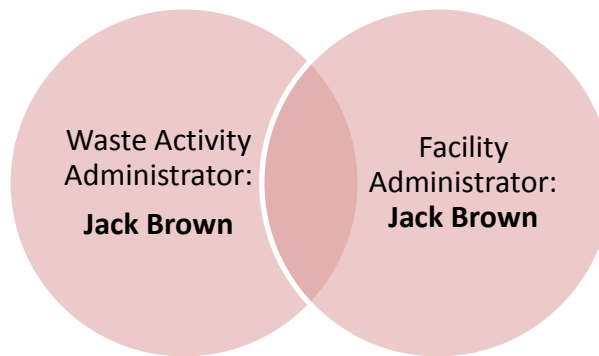 Waste Activity
Administrator:
Jack Brown
Facility
Administrator:
Jack Brown